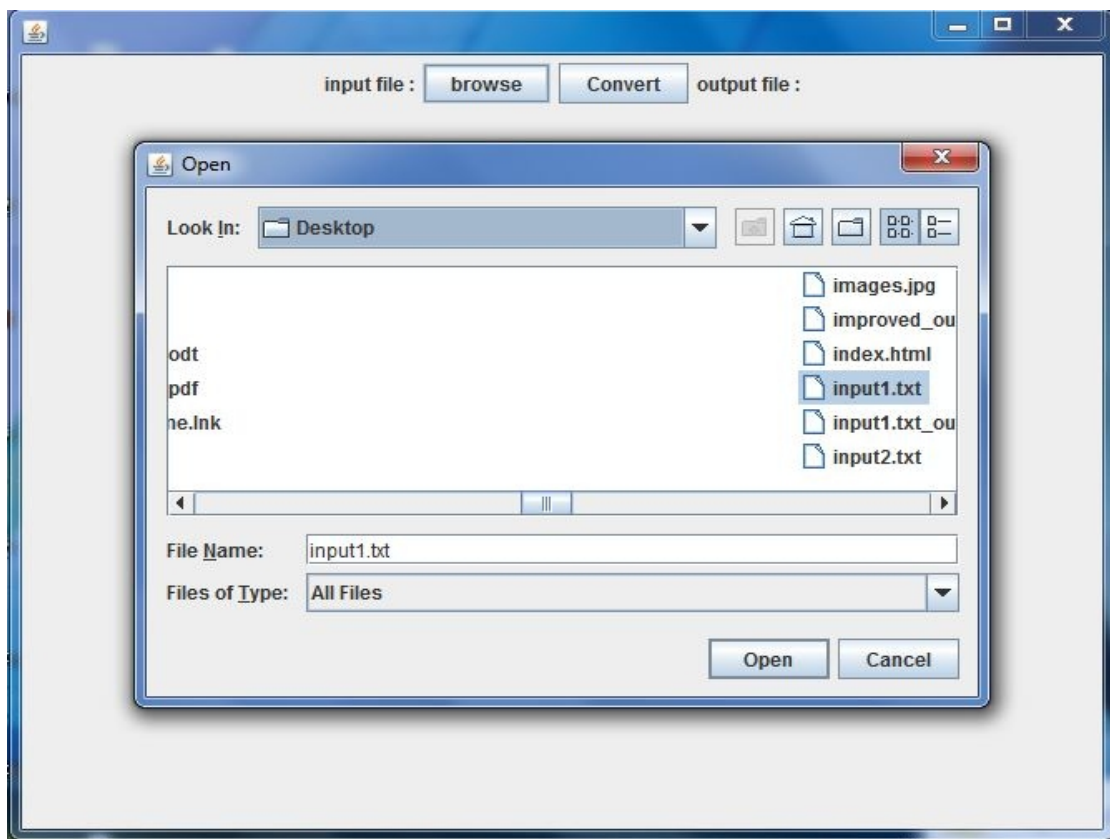 input file : browse Convert output file :
Open
Look In: Desktop
images.jpg
improved_ou
odt index.html
pdf input1.txt
ne.lnk input1.txt_ou
input2.txt
File Name: input1.txt
Files of Type: All Files
Open Cancel